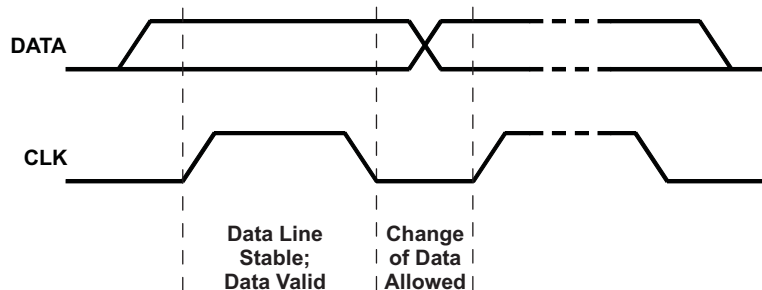 DATA
CLK
Data Line
Stable;
Data Valid
Change
of Data
Allowed